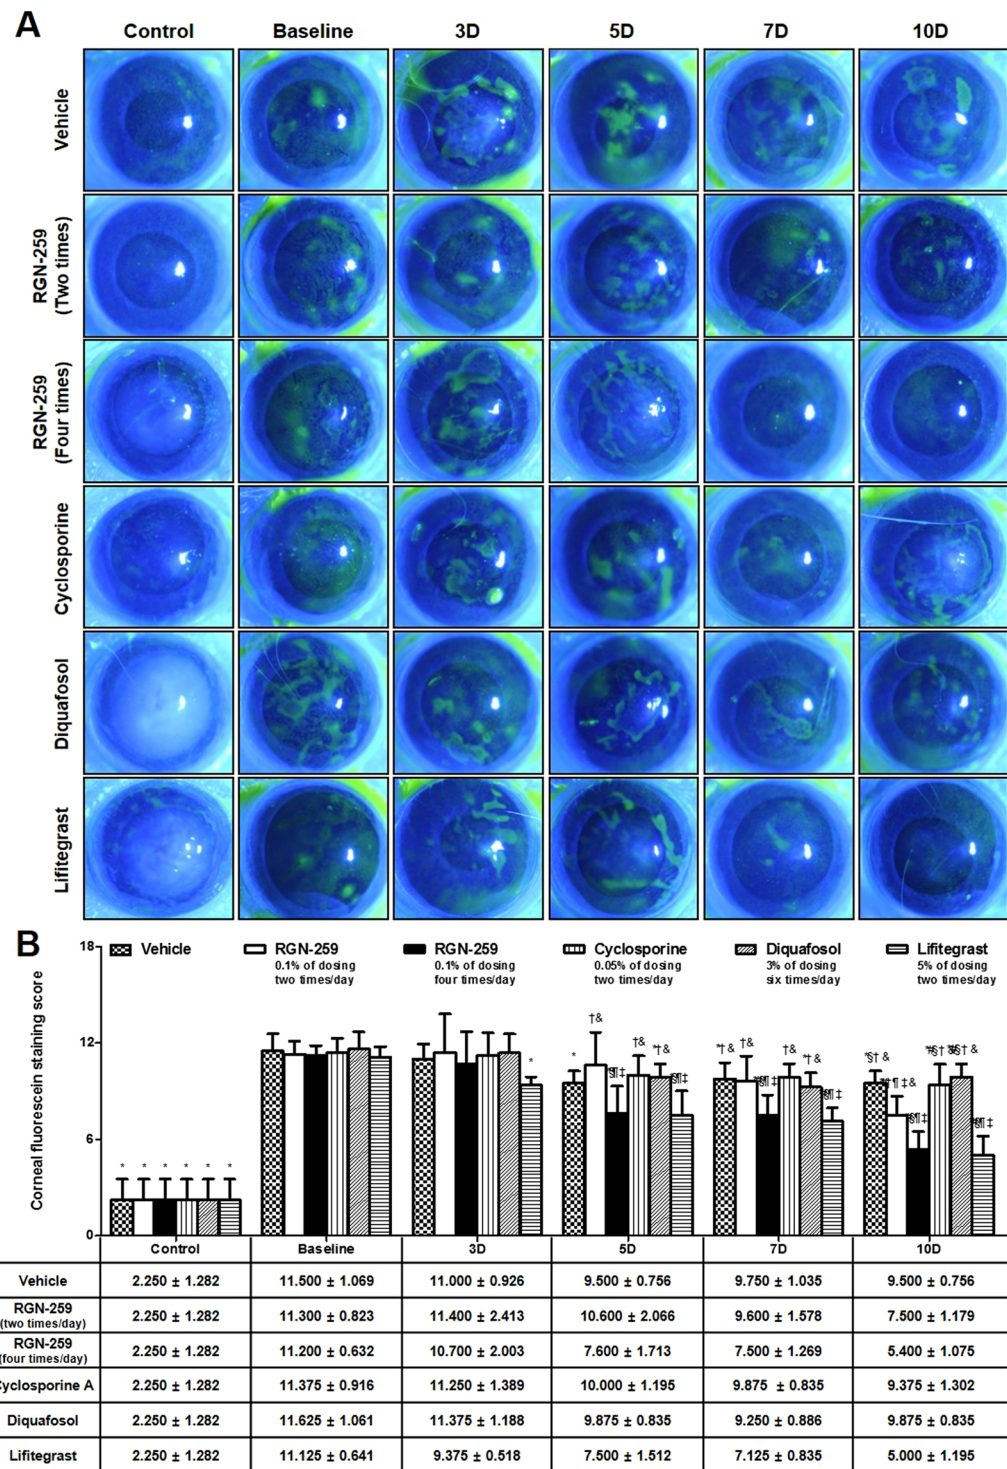 A
Control Baseline 3D 5D 7D 10D
Vehicle
RGN-259
(Two times)
RGN-259
(Four times)
Cyclosporine
Diquafosol
Lifitegrast
B
Corneal fluorescein staining score
18
12
6
0
Vehicle
RGN-259
0.1% of dosing
two times/day
RGN-259
0.1% of dosing
four times/day
Cyclosporine
0.05% of dosing
two times/day
Diquafosol
3% of dosing
six times/day
Lifitegrast
5% of dosing
two times/day
* * * * * *
*
* †& †& *†&
*†& †& †& *†&
*§† &
Control Baseline 3D 5D 7D 10D
Vehicle 2.250 ± 1.282 11.500 ± 1.069 11.000 ± 0.926 9.500 ± 0.756 9.750 ± 1.035 9.500 ± 0.756
RGN-259 2.250 ± 1.282 11.300 ± 0.823 11.400 ± 2.413 10.600 ± 2.066 9.600 ± 1.578 7.500 ± 1.179
(two times/day)
RGN-259 2.250 ± 1.282 11.200 ± 0.632 10.700 ± 2.003 7.600 ± 1.713 7.500 ± 1.269 5.400 ± 1.075
(four times/day)
Cyclosporine A 2.250 ± 1.282 11.375 ± 0.916 11.250 ± 1.389 10.000 ± 1.195 9.875 ± 0.835 9.375 ± 1.302
Diquafosol 2.250 ± 1.282 11.625 ± 1.061 11.375 ± 1.188 9.875 ± 0.835 9.250 ± 0.886 9.875 ± 0.835
Lifitegrast 2.250 ± 1.282 11.125 ± 0.641 9.375 ± 0.518 7.500 ± 1.512 7.125 ± 0.835 5.000 ± 1.195